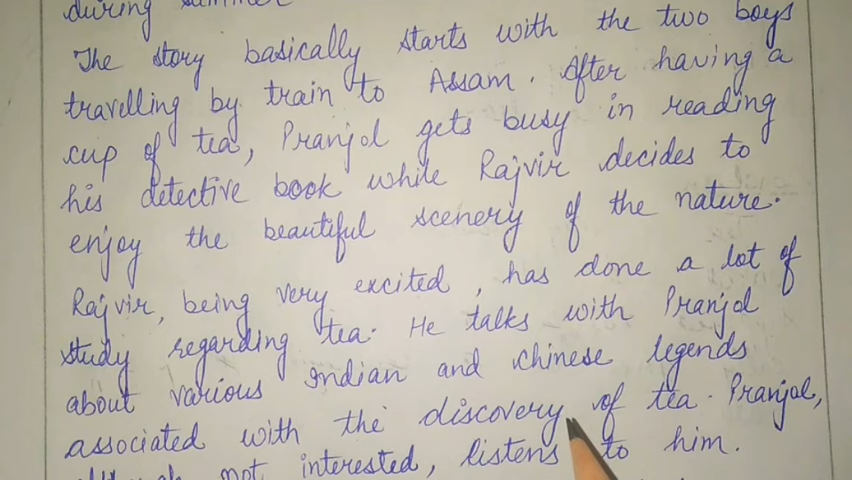 during summer
The story basically starts with the two boys
travelling by train to Assam. After having a
cup of tea, Pranjol gets busy in reading
his detective book while Rajvir decides to
enjoy the beautiful scenery of the nature.
Rajvir, being very excited, has done a lot of
study regarding tea. He talks with Pranjol
about various Indian and Chinese legends
associated with the discovery of tea. Pranjol,
although not interested, listens to him.